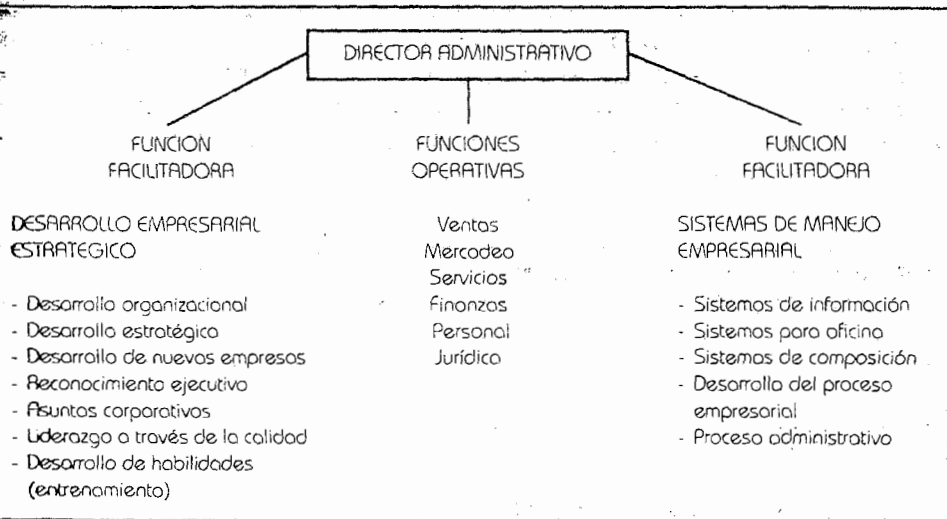 DIRECTOR ADMINISTRATIVO
FUNCION
FACILITADORA
DESARROLLO EMPRESARIAL
ESTRATEGICO
- Desarrollo organizacional
- Desarrollo estratégico
- Desarrollo de nuevas empresas
- Reconocimiento ejecutivo
- Asuntos corporativos
- Liderazgo a través de la calidad
- Desarrollo de habilidades
(entrenamiento)
FUNCIONES
OPERATIVAS
Ventas
Mercadeo
Servicios
Finanzas
Personal
Jurídica
FUNCION
FACILITADORA
SISTEMAS DE MANEJO
EMPRESARIAL
- Sistemas de información
- Sistemas para oficina
- Sistemas de composición
- Desarrollo del proceso
empresarial
- Proceso administrativo